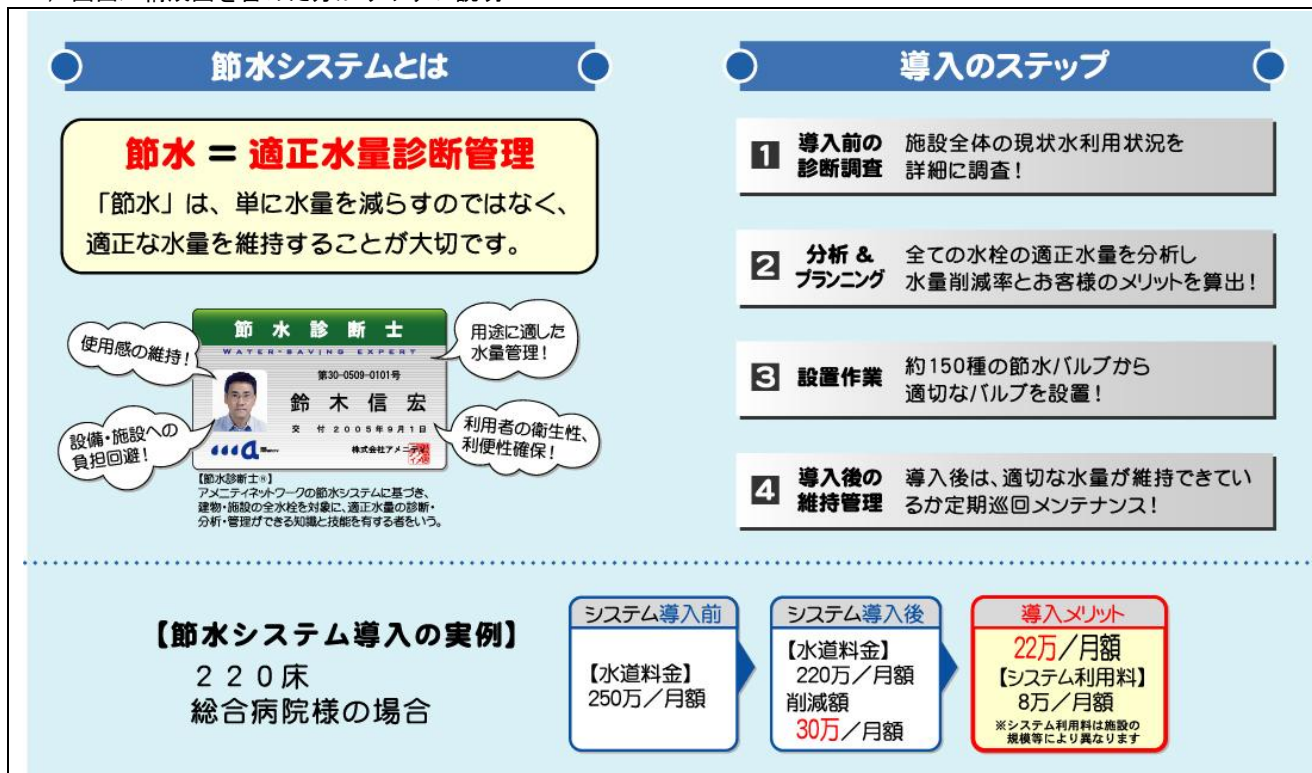 節水システムとは
節水 = 適正水量診断管理
「節水」は、単に水量を減らすのではなく、
適正な水量を維持することが大切です。
使用感の維持！
用途に適した
水量管理！
設備・施設への
負担回避！
利用者の衛生性、
利便性確保！
節水診断士
WATER-SAVING EXPERT
第30-0509-0101号
鈴木信宏
交付 2005年9月1日
株式会社アメニティ
【節水診断士®】
アメニティネットワークの節水システムに基づき、
建物・施設の全水栓を対象に、適正水量の診断・
分析・管理ができる知識と技能を有する者をいう。
導入のステップ
1 導入前の診断調査
施設全体の現状水利用状況を
詳細に調査！
2 分析 & プランニング
全ての水栓の適正水量を分析し
水量削減率とお客様のメリットを算出！
3 設置作業
約150種の節水バルブから
適切なバルブを設置！
4 導入後の維持管理
導入後は、適切な水量が維持できてい
るか定期巡回メンテナンス！
【節水システム導入の実例】
220床
総合病院様の場合
システム導入前
【水道料金】
250万／月額
システム導入後
【水道料金】
220万／月額
削減額
30万／月額
導入メリット
22万／月額
【システム利用料】
8万／月額
※システム利用料は施設の
規模等により異なります